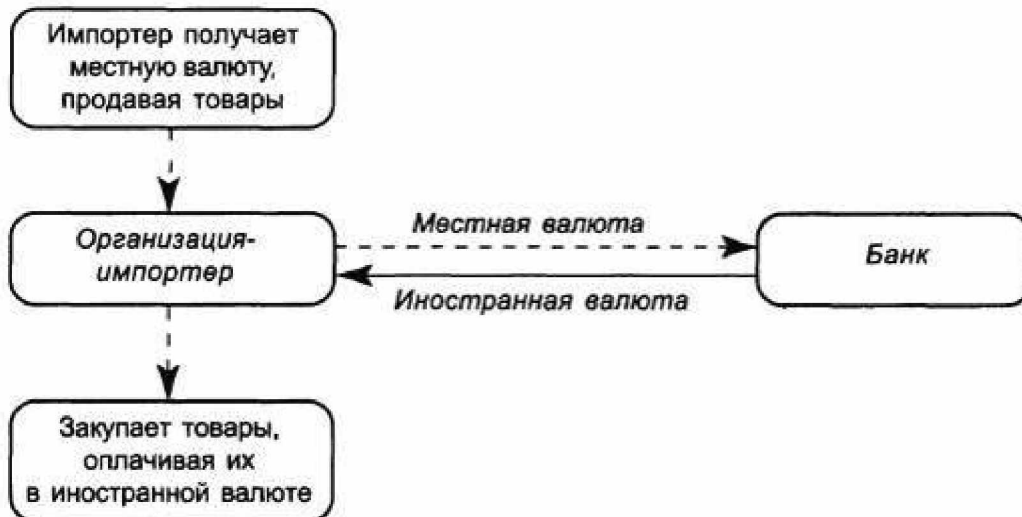 Импортер получает
местную валюту,
продавая товары
Организация-
импортер
Местная валюта
Иностранная валюта
Банк
Закупает товары,
оплачивая их
в иностранной валюте